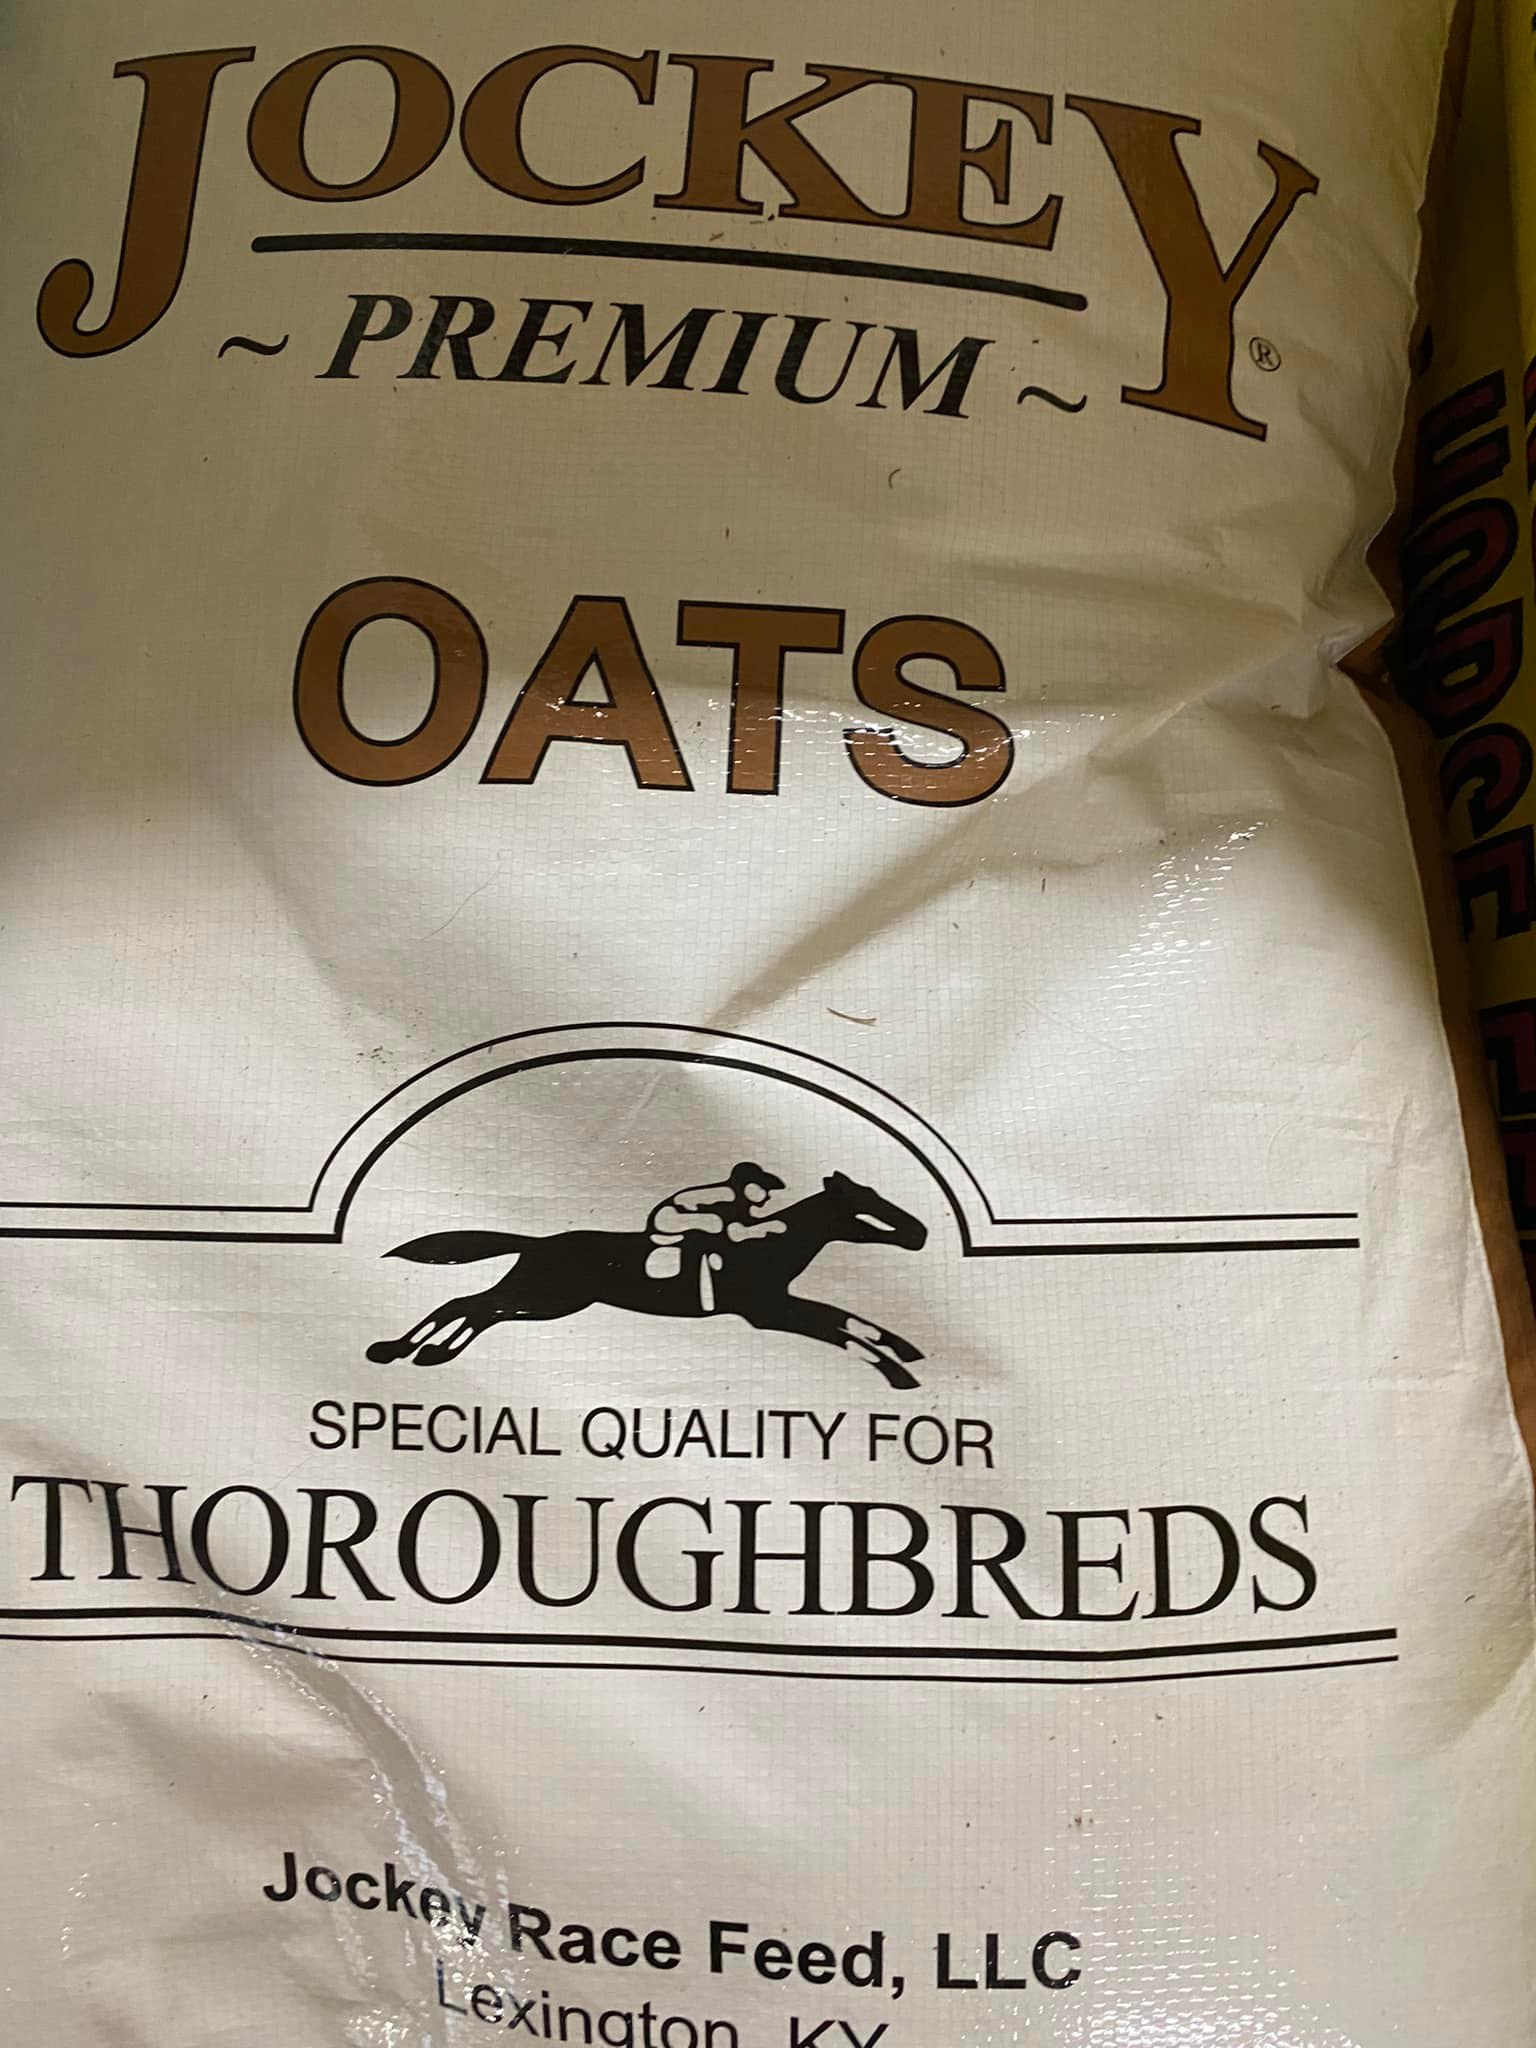 JOCKEY®
~ PREMIUM ~
OATS
SPECIAL QUALITY FOR
THOROUGHBREDS
Jockey Race Feed, LLC
Lexington, KY